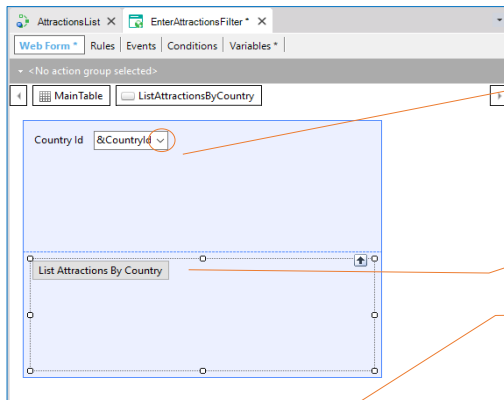 AttractionsList X EnterAttractionsFilter * X
Web Form * Rules Events Conditions Variables *
<No action group selected>
MainTable ListAttractionsByCountry
Country Id &CountryId
List Attractions By Country